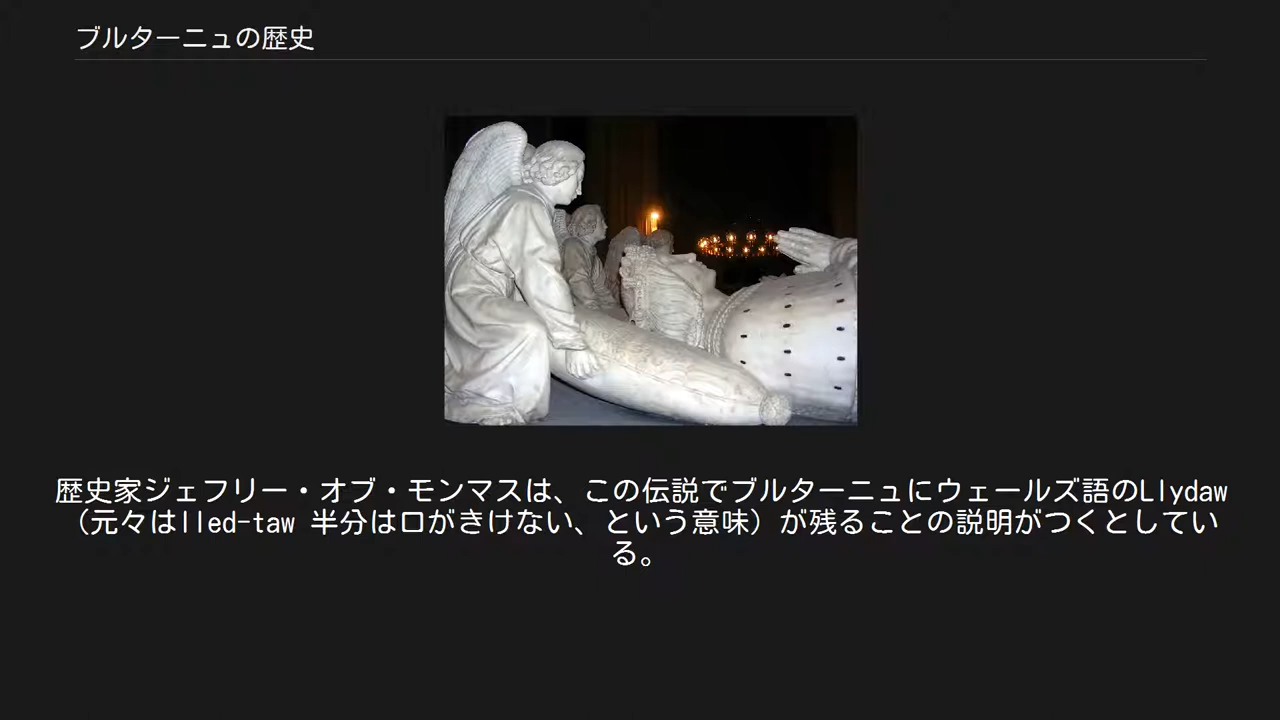 ブルターニュの歴史
歴史家ジェフリー・オブ・モンマスは、この伝説でブルターニュにウェールズ語のLlydaw
（元々はlled-taw 半分は口がきけない、という意味）が残ることの説明がつくとしてい
る。